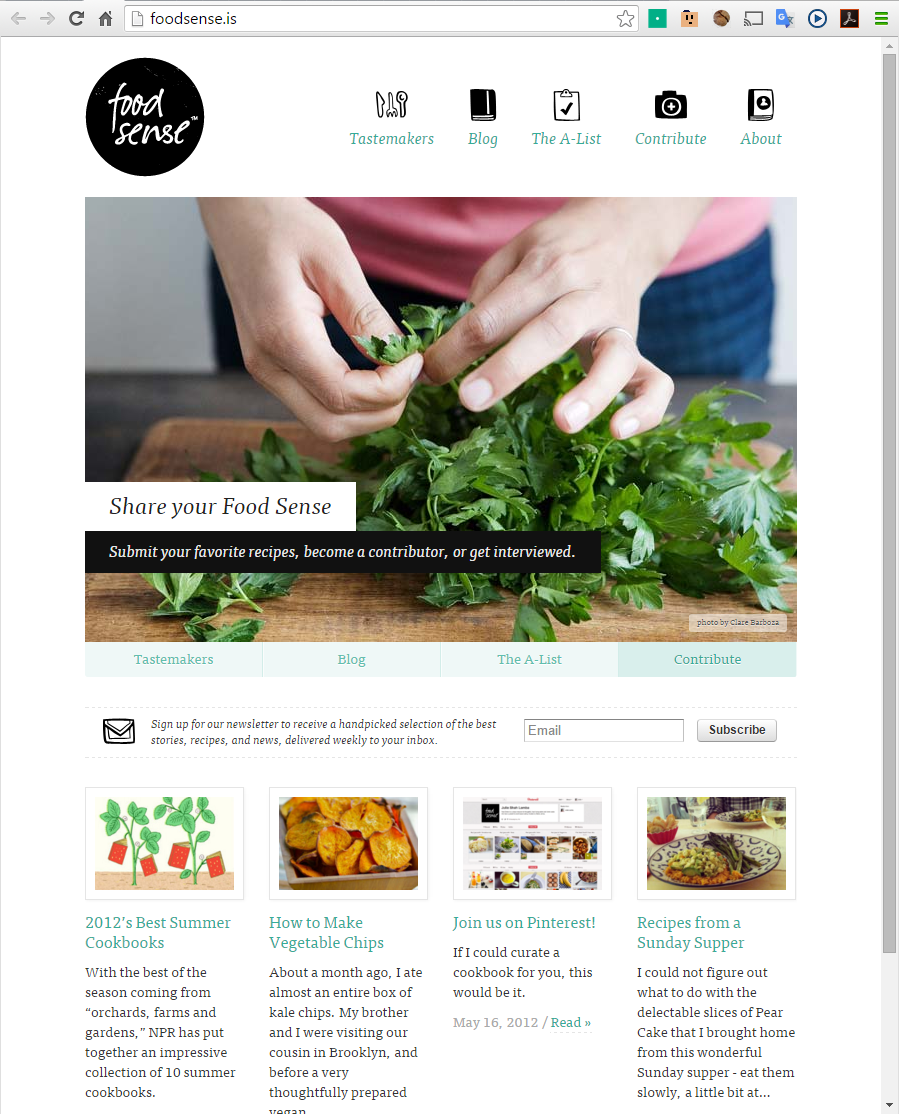 foodsense.is
food
sense™
Tastemakers
Blog
The A-List
Contribute
About
Share your Food Sense
Submit your favorite recipes, become a contributor, or get interviewed.
photo by Clare Barboza
Tastemakers
Blog
The A-List
Contribute
Sign up for our newsletter to receive a handpicked selection of the best
stories, recipes, and news, delivered weekly to your inbox.
Email
Subscribe
2012's Best Summer
Cookbooks
With the best of the
season coming from
“orchards, farms and
gardens,” NPR has put
together an impressive
collection of 10 summer
cookbooks.
How to Make
Vegetable Chips
About a month ago, I ate
almost an entire box of
kale chips. My brother
and I were visiting our
cousin in Brooklyn, and
before a very
thoughtfully prepared
vegan
Join us on Pinterest!
If I could curate a
cookbook for you, this
would be it.
May 16, 2012 / Read »
Recipes from a
Sunday Supper
I could not figure out
what to do with the
delectable slices of Pear
Cake that I brought home
from this wonderful
Sunday supper - eat them
slowly, a little bit at...